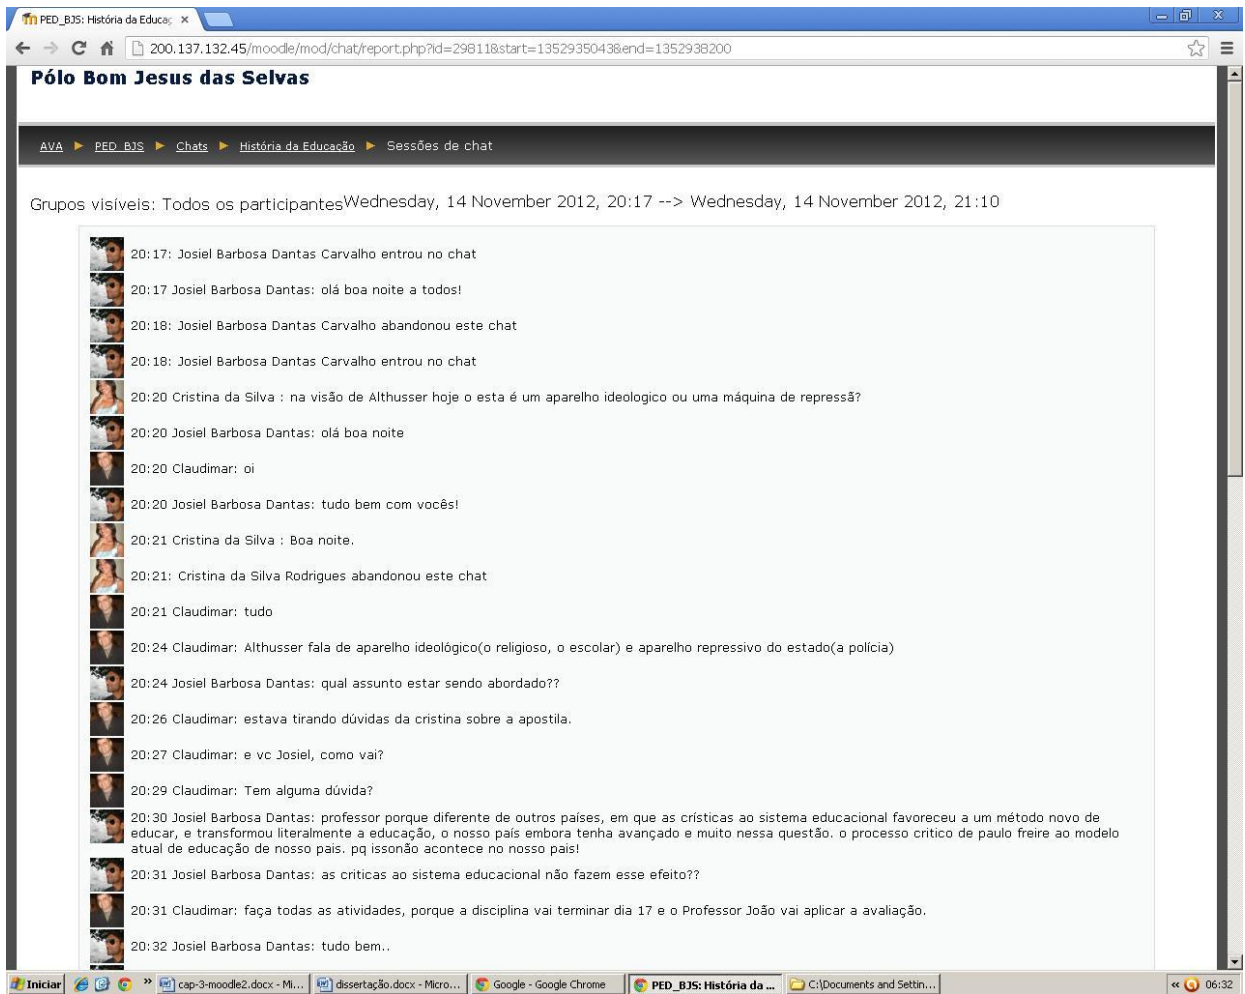 PED_BJS: História da Educaç
200.137.132.45/moodle/mod/chat/report.php?id=29811&start=1352935043&end=1352938200
Pólo Bom Jesus das Selvas
AVA ► PED_BJS ► Chats ► História da Educação ► Sessões de chat
Grupos visíveis: Todos os participantes Wednesday, 14 November 2012, 20:17 --> Wednesday, 14 November 2012, 21:10
20:17: Josiel Barbosa Dantas Carvalho entrou no chat
20:17 Josiel Barbosa Dantas: olá boa noite a todos!
20:18: Josiel Barbosa Dantas Carvalho abandonou este chat
20:18: Josiel Barbosa Dantas Carvalho entrou no chat
20:20 Cristina da Silva : na visão de Althusser hoje o esta é um aparelho ideologico ou uma máquina de repressã?
20:20 Josiel Barbosa Dantas: olá boa noite
20:20 Claudimar: oi
20:20 Josiel Barbosa Dantas: tudo bem com vocês!
20:21 Cristina da Silva : Boa noite.
20:21: Cristina da Silva Rodrigues abandonou este chat
20:21 Claudimar: tudo
20:24 Claudimar: Althusser fala de aparelho ideológico(o religioso, o escolar) e aparelho repressivo do estado(a polícia)
20:24 Josiel Barbosa Dantas: qual assunto estar sendo abordado??
20:26 Claudimar: estava tirando dúvidas da cristina sobre a apostila.
20:27 Claudimar: e vc Josiel, como vai?
20:29 Claudimar: Tem alguma dúvida?
20:30 Josiel Barbosa Dantas: professor porque diferente de outros países, em que as crísticas ao sistema educacional favoreceu a um método novo de
educar, e transformou literalmente a educação, o nosso país embora tenha avançado e muito nessa questão. o processo critico de paulo freire ao modelo
atual de educação de nosso pais. pq issonão acontece no nosso pais!
20:31 Josiel Barbosa Dantas: as criticas ao sistema educacional não fazem esse efeito??
20:31 Claudimar: faça todas as atividades, porque a disciplina vai terminar dia 17 e o Professor João vai aplicar a avaliação.
20:32 Josiel Barbosa Dantas: tudo bem..
Iniciar » cap-3-moodle2.docx - Mi... dissertação.docx - Micro... Google - Google Chrome PED_BJS: História da ... C:\Documents and Settin... « 06:32